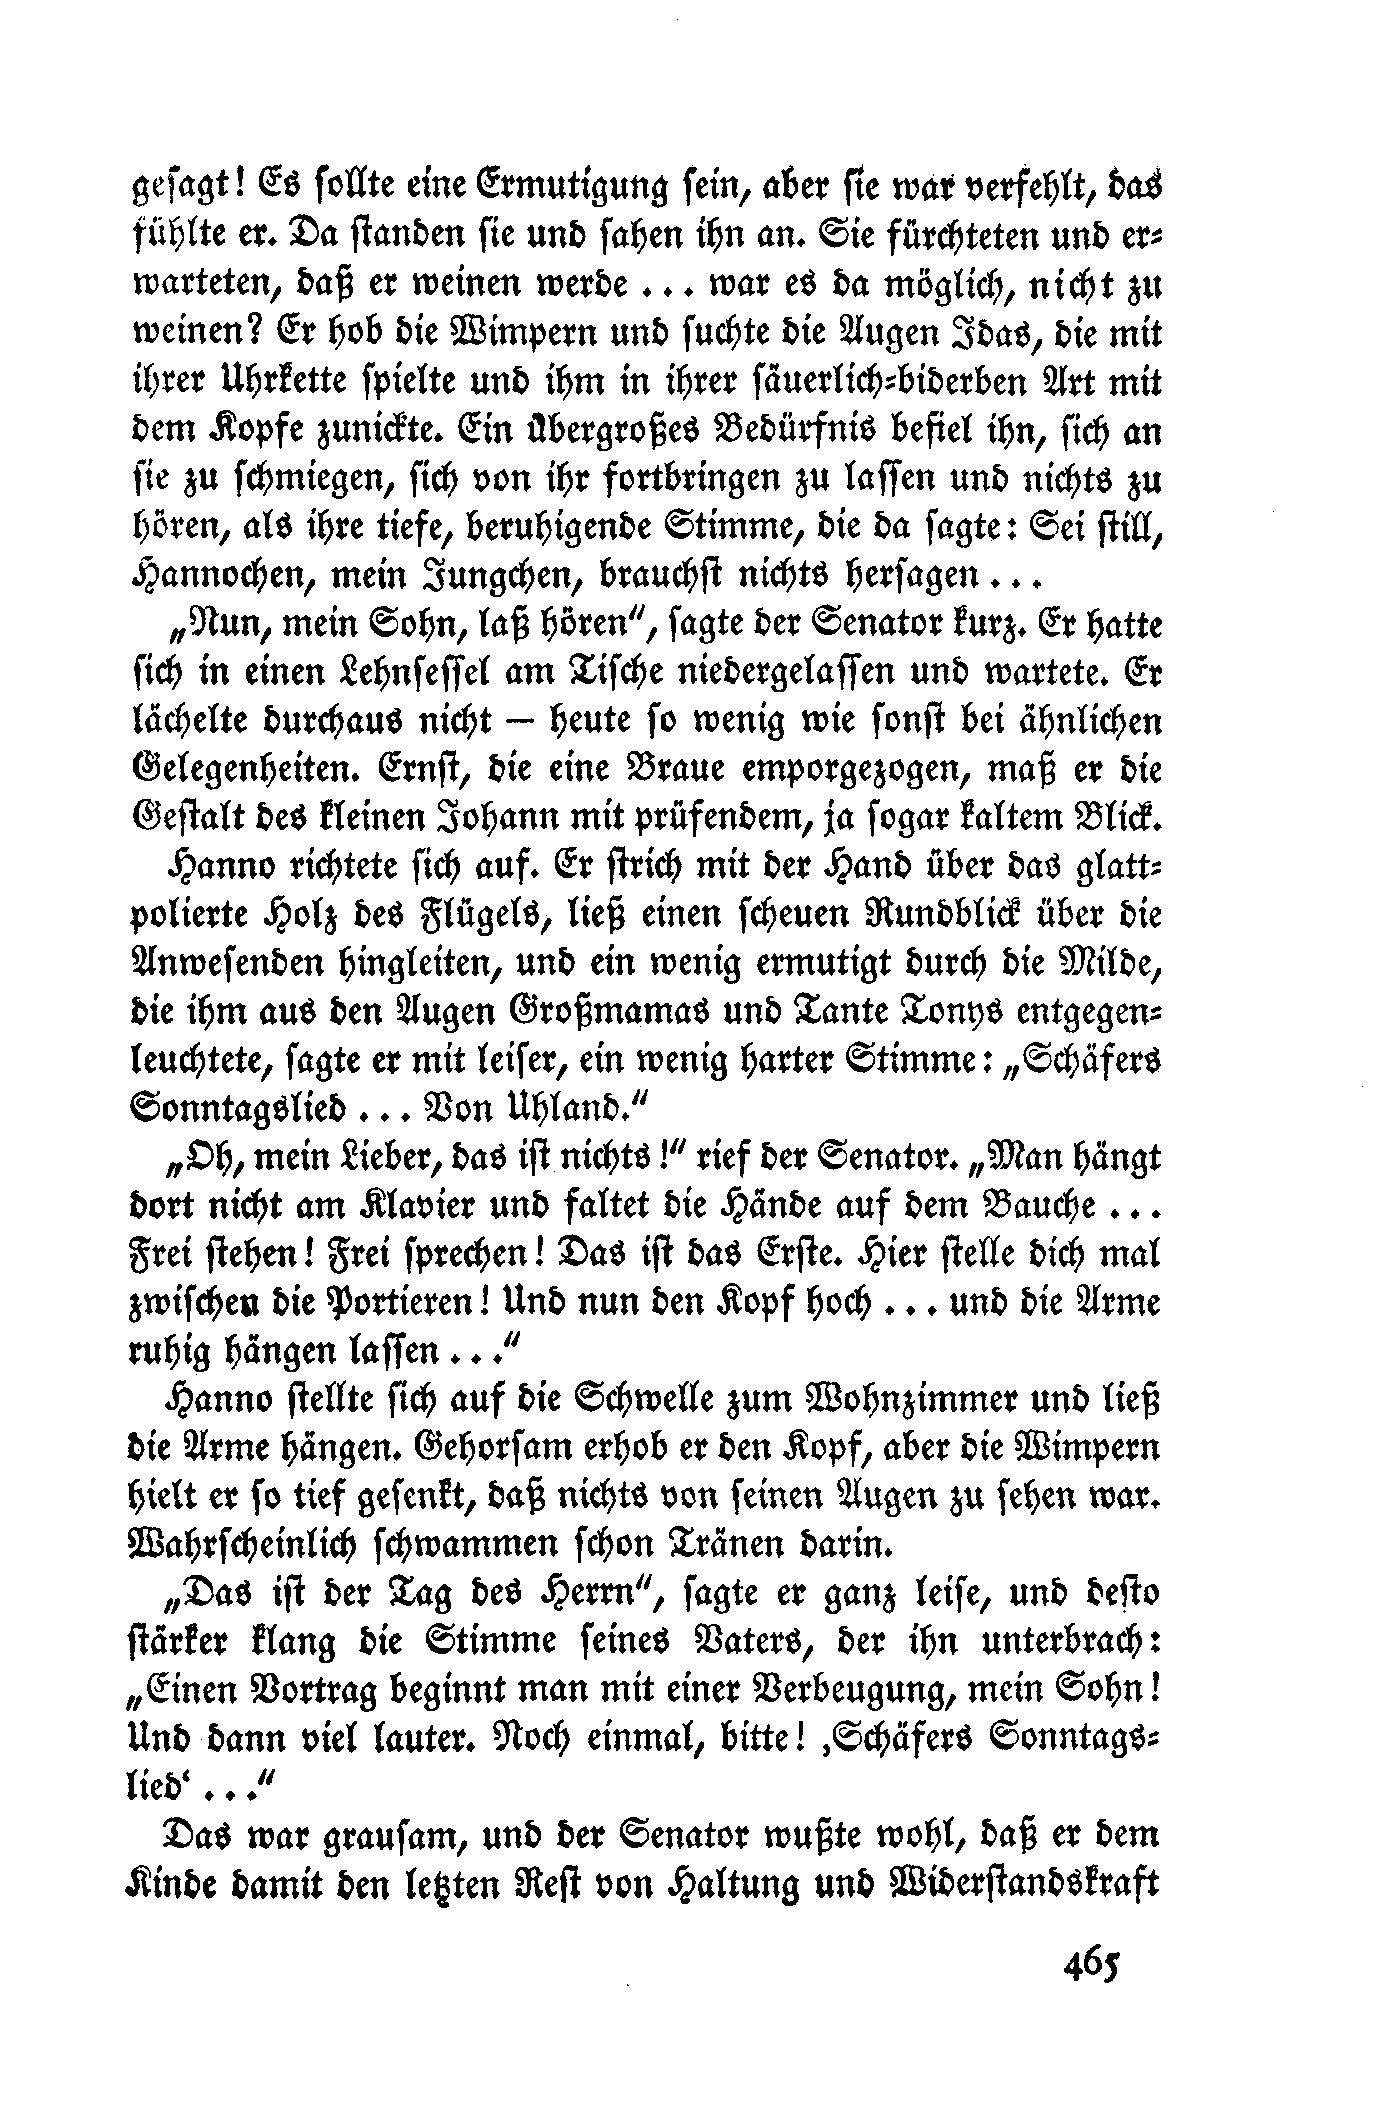 gesagt! Es sollte eine Ermutigung sein, aber sie war verfehlt, das
fühlte er. Da standen sie und sahen ihn an. Sie fürchteten und er-
warteten, daß er weinen werde . . . war es da möglich, nicht zu
weinen? Er hob die Wimpern und suchte die Augen Idas, die mit
ihrer Uhrkette spielte und ihm in ihrer säuerlich-biderben Art mit
dem Kopfe zunickte. Ein übergroßes Bedürfnis befiel ihn, sich an
sie zu schmiegen, sich von ihr fortbringen zu lassen und nichts zu
hören, als ihre tiefe, beruhigende Stimme, die da sagte: Sei still,
Hannochen, mein Jungchen, brauchst nichts hersagen . . .
„Nun, mein Sohn, laß hören“, sagte der Senator kurz. Er hatte
sich in einen Lehnsessel am Tische niedergelassen und wartete. Er
lächelte durchaus nicht — heute so wenig wie sonst bei ähnlichen
Gelegenheiten. Ernst, die eine Braue emporgezogen, maß er die
Gestalt des kleinen Johann mit prüfendem, ja sogar kaltem Blick.
Hanno richtete sich auf. Er strich mit der Hand über das glatt-
polierte Holz des Flügels, ließ einen scheuen Rundblick über die
Anwesenden hingleiten, und ein wenig ermutigt durch die Milde,
die ihm aus den Augen Großmamas und Tante Tonys entgegen-
leuchtete, sagte er mit leiser, ein wenig harter Stimme: „Schäfers
Sonntagslied . . . Von Uhland.“
„Oh, mein Lieber, das ist nichts!“ rief der Senator. „Man hängt
dort nicht am Klavier und faltet die Hände auf dem Bauche . . .
Frei stehen! Frei sprechen! Das ist das Erste. Hier stelle dich mal
zwischen die Portieren! Und nun den Kopf hoch . . . und die Arme
ruhig hängen lassen . . .“
Hanno stellte sich auf die Schwelle zum Wohnzimmer und ließ
die Arme hängen. Gehorsam erhob er den Kopf, aber die Wimpern
hielt er so tief gesenkt, daß nichts von seinen Augen zu sehen war.
Wahrscheinlich schwammen schon Tränen darin.
„Das ist der Tag des Herrn“, sagte er ganz leise, und desto
stärker klang die Stimme seines Vaters, der ihn unterbrach:
„Einen Vortrag beginnt man mit einer Verbeugung, mein Sohn!
Und dann viel lauter. Noch einmal, bitte! ‚Schäfers Sonntags-
lied‘ . . .“
Das war grausam, und der Senator wußte wohl, daß er dem
Kinde damit den letzten Rest von Haltung und Widerstandskraft
465